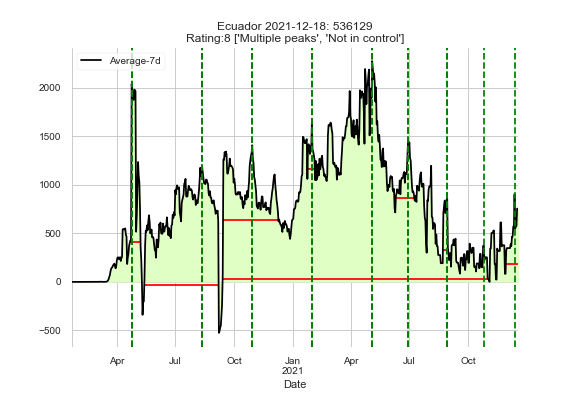 Ecuador 2021-12-18: 536129
Rating:8 ['Multiple peaks', 'Not in control']
Average-7d
2000
1500
1000
500
0
−500
Apr
Jul
Oct
Jan
2021
Apr
Jul
Oct
Date